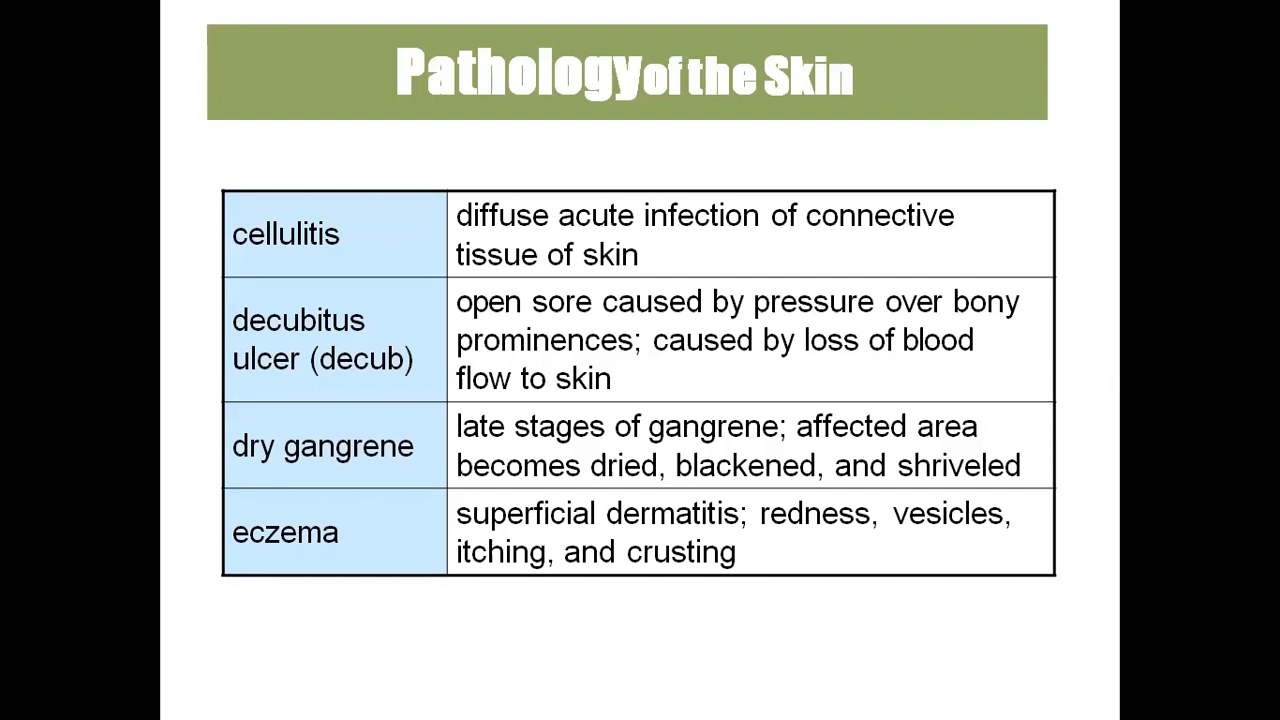 Pathology of the Skin
cellulitis
diffuse acute infection of connective
tissue of skin
decubitus
ulcer (decub)
open sore caused by pressure over bony
prominences; caused by loss of blood
flow to skin
dry gangrene
late stages of gangrene; affected area
becomes dried, blackened, and shriveled
eczema
superficial dermatitis; redness, vesicles,
itching, and crusting